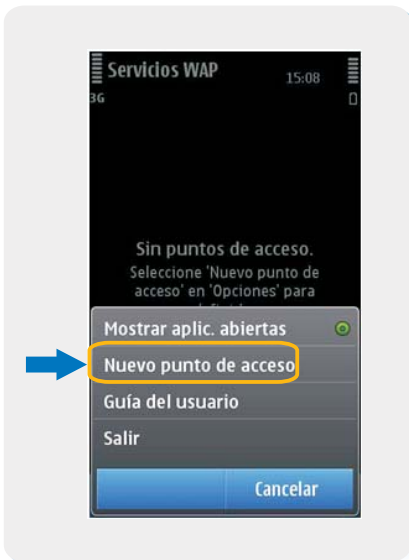 Servicios WAP
15:08
3G
Sin puntos de acceso.
Seleccione 'Nuevo punto de
acceso' en 'Opciones' para
Mostrar aplic. abiertas
Nuevo punto de acceso
Guía del usuario
Salir
Cancelar